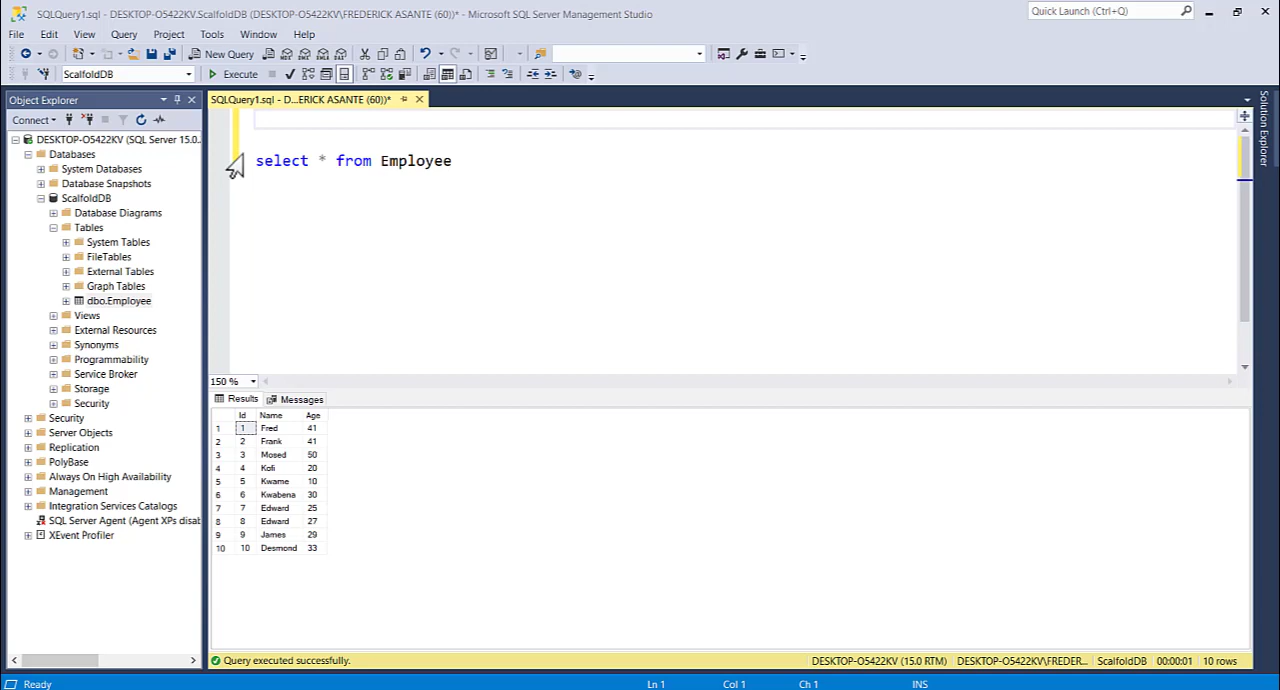 SQLQuery1.sql - DESKTOP-O5422KV.ScalfoldDB (DESKTOP-O5422KV\FREDERICK ASANTE (60))* - Microsoft SQL Server Management Studio
Quick Launch (Ctrl+Q)
File Edit View Query Project Tools Window Help
New Query
ScalfoldDB Execute
Object Explorer
SQLQuery1.sql - D...ERICK ASANTE (60))*
Solution Explorer
Connect
DESKTOP-O5422KV (SQL Server 15.0.
Databases
System Databases
Database Snapshots
ScalfoldDB
Database Diagrams
Tables
System Tables
FileTables
External Tables
Graph Tables
dbo.Employee
Views
External Resources
Synonyms
Programmability
Service Broker
Storage
Security
Security
Server Objects
Replication
PolyBase
Always On High Availability
Management
Integration Services Catalogs
SQL Server Agent (Agent XPs disab
XEvent Profiler
select * from Employee
150 %
Results Messages
Id Name Age
1 1 Fred 41
2 2 Frank 41
3 3 Mosed 50
4 4 Kofi 20
5 5 Kwame 10
6 6 Kwabena 30
7 7 Edward 25
8 8 Edward 27
9 9 James 29
10 10 Desmond 33
Query executed successfully.
DESKTOP-O5422KV (15.0 RTM) DESKTOP-O5422KV\FREDER... ScalfoldDB 00:00:01 10 rows
Ready Ln 1 Col 1 Ch 1 INS